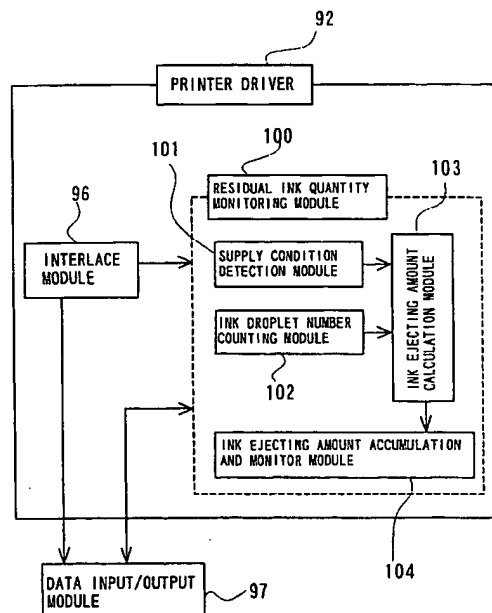 92
PRINTER DRIVER
100
101
RESIDUAL INK QUANTITY
MONITORING MODULE
103
96
INTERLACE MODULE
SUPPLY CONDITION
DETECTION MODULE
INK DROPLET NUMBER
COUNTING MODULE
102
INK EJECTING AMOUNT
CALCULATION MODULE
INK EJECTING AMOUNT ACCUMULATION
AND MONITOR MODULE
104
DATA INPUT/OUTPUT
MODULE
97